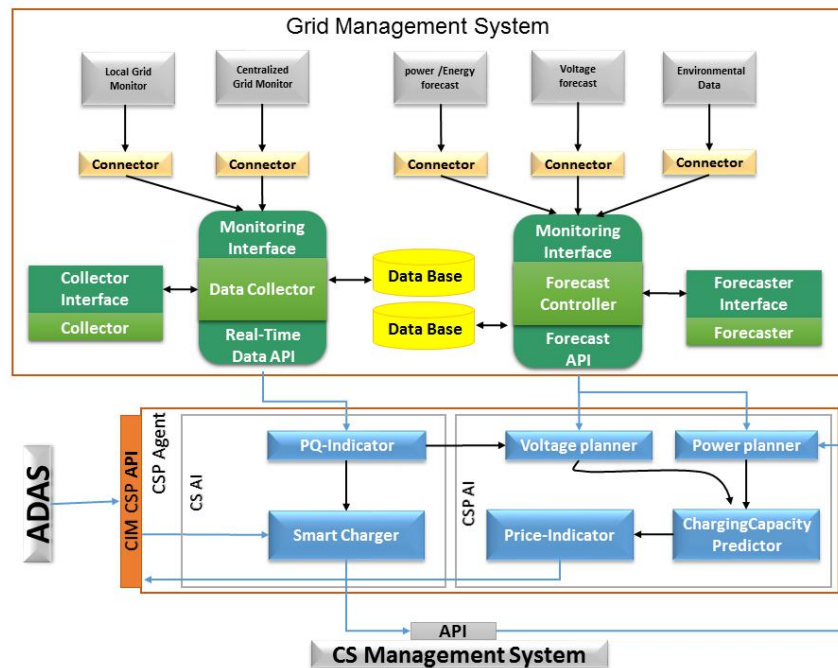 Grid Management System
Local Grid
Monitor
Centralized
Grid Monitor
power /Energy
forecast
Voltage
forecast
Environmental
Data
Connector
Connector
Connector
Connector
Connector
Monitoring
Interface
Data Collector
Real-Time
Data API
Collector
Interface
Collector
Data Base
Data Base
Monitoring
Interface
Forecast
Controller
Forecast
API
Forecaster
Interface
Forecaster
ADAS
CIM CSP API
CSP Agent
CS AI
PQ-Indicator
Smart Charger
CSP AI
Voltage planner
Power planner
Price-Indicator
ChargingCapacity
Predictor
API
CS Management System